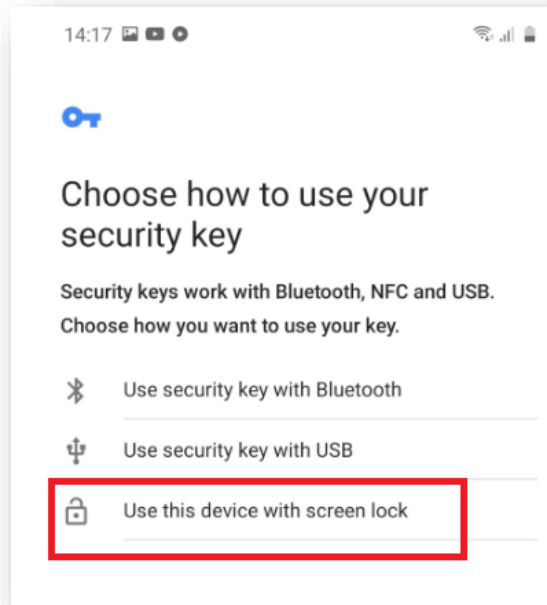 14:17
Choose how to use your
security key
Security keys work with Bluetooth, NFC and USB.
Choose how you want to use your key.
Use security key with Bluetooth
Use security key with USB
Use this device with screen lock